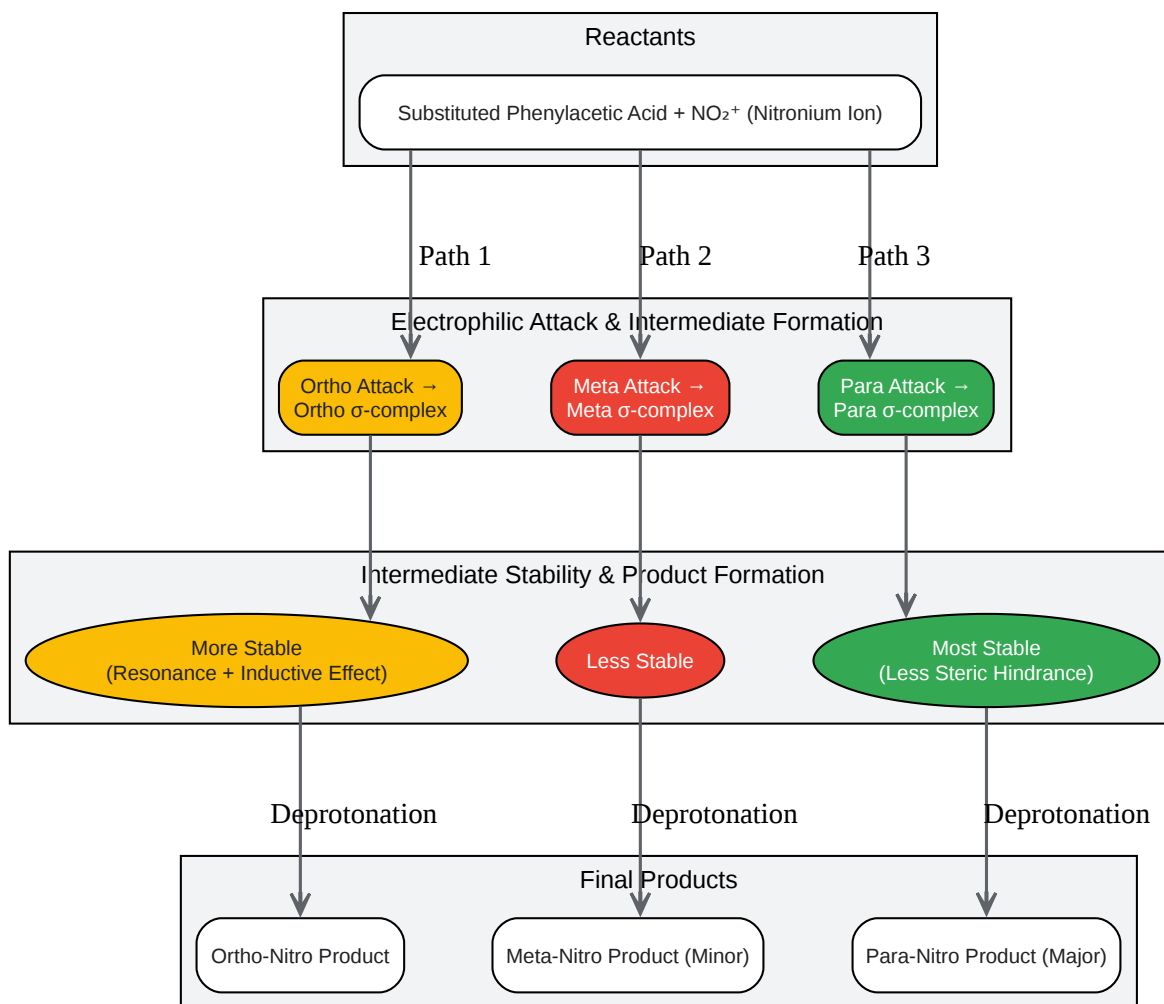 Reactants
Substituted Phenylacetic Acid + NO₂⁺ (Nitronium Ion)
Path 1
Path 2
Path 3
Electrophilic Attack & Intermediate Formation
Ortho Attack →
Ortho σ-complex
Meta Attack →
Meta σ-complex
Para Attack →
Para σ-complex
Intermediate Stability & Product Formation
More Stable
(Resonance + Inductive Effect)
Less Stable
Most Stable
(Less Steric Hindrance)
Deprotonation
Deprotonation
Deprotonation
Final Products
Ortho-Nitro Product
Meta-Nitro Product (Minor)
Para-Nitro Product (Major)